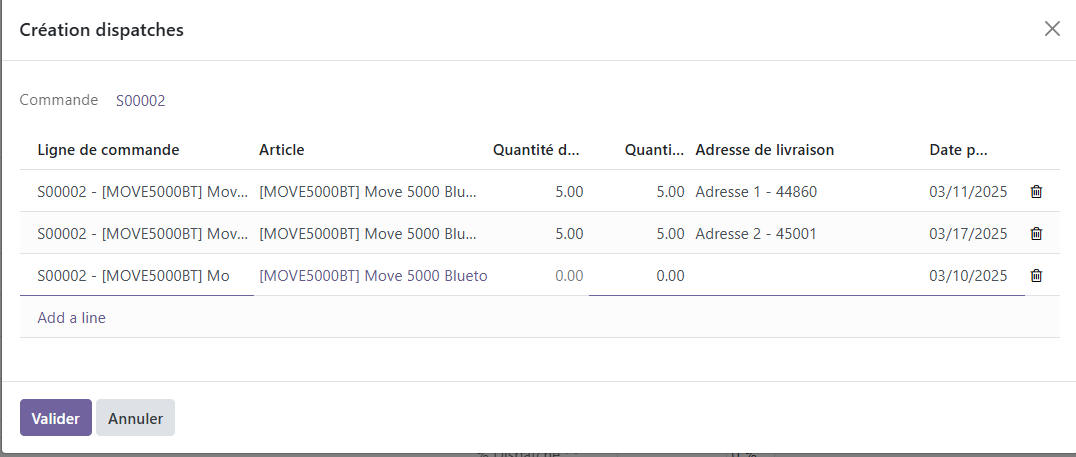 Création dispatches
Commande S00002
Ligne de commande Article Quantité d... Quanti... Adresse de livraison Date p...
S00002 - [MOVE5000BT] Mov... [MOVE5000BT] Move 5000 Blu... 5.00 5.00 Adresse 1 - 44860 03/11/2025
S00002 - [MOVE5000BT] Mov... [MOVE5000BT] Move 5000 Blu... 5.00 5.00 Adresse 2 - 45001 03/17/2025
S00002 - [MOVE5000BT] Mo [MOVE5000BT] Move 5000 Blueto 0.00 0.00 03/10/2025
Add a line
Valider Annuler